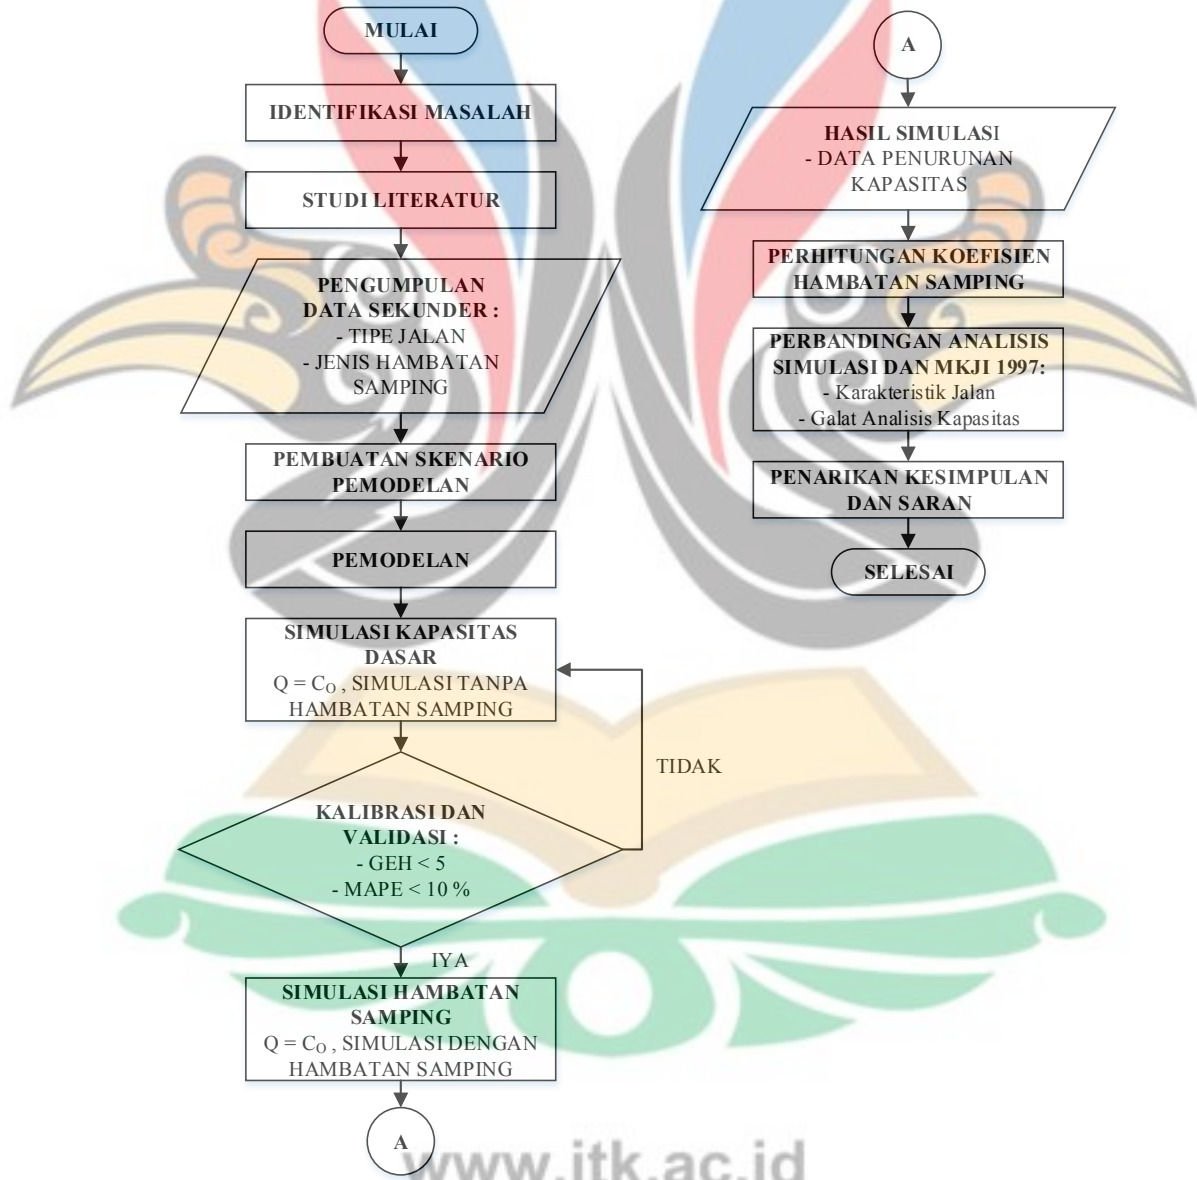 MULAI
IDENTIFIKASI MASALAH
STUDI LITERATUR
PENGUMPULAN
DATA SEKUNDER :
- TIPE JALAN
- JENIS HAMBATAN
SAMPING
PEMBUATAN SKENARIO
PEMODELAN
PEMODELAN
SIMULASI KAPASITAS
DASAR
Q = C₀ , SIMULASI TANPA
HAMBATAN SAMPING
TIDAK
KALIBRASI DAN
VALIDASI :
- GEH < 5
- MAPE < 10 %
IYA
SIMULASI HAMBATAN
SAMPING
Q = C₀ , SIMULASI DENGAN
HAMBATAN SAMPING
A
A
HASIL SIMULASI
- DATA PENURUNAN
KAPASITAS
PERHITUNGAN KOEFISIEN
HAMBATAN SAMPING
PERBANDINGAN ANALISIS
SIMULASI DAN MKJI 1997:
- Karakteristik Jalan
- Galat Analisis Kapasitas
PENARIKAN KESIMPULAN
DAN SARAN
SELESAI
www.itk.ac.id